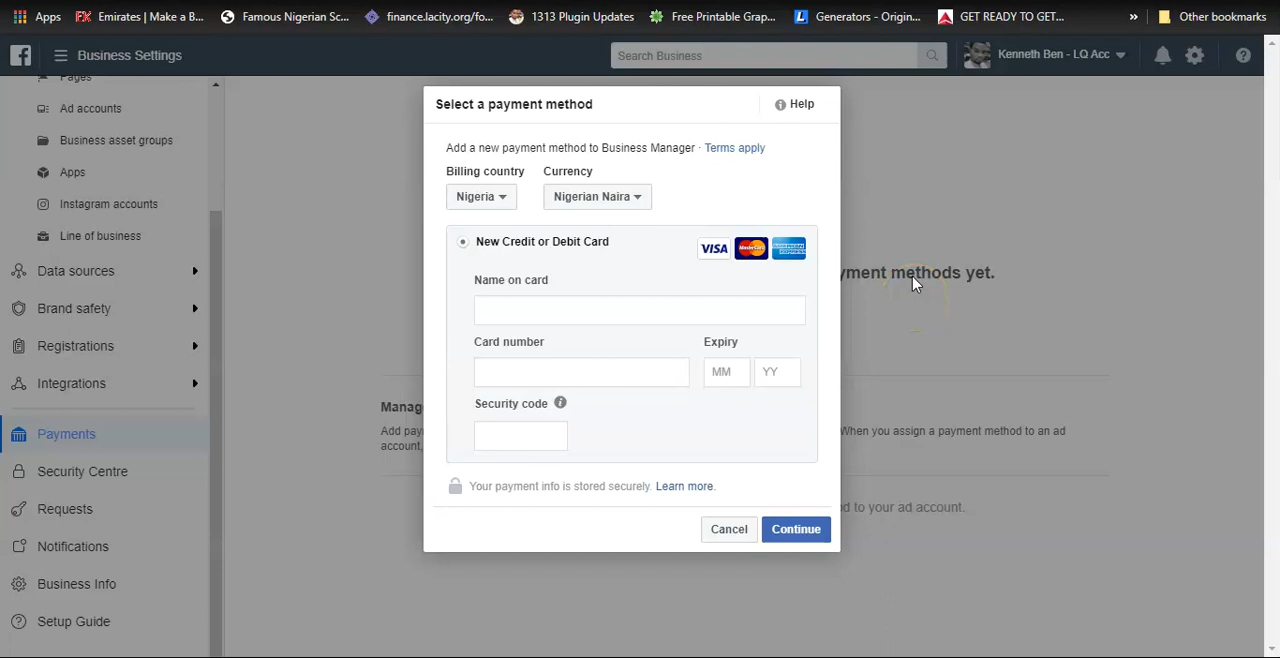 Apps Emirates | Make a B... Famous Nigerian Sc... finance.lacity.org/fo... 1313 Plugin Updates Free Printable Grap... Generators - Origin... GET READY TO GET... » Other bookmarks
Business Settings Search Business Kenneth Ben - LQ Acc
Pages
Ad accounts
Business asset groups
Apps
Instagram accounts
Line of business
Data sources
Brand safety
Registrations
Integrations
Payments
Security Centre
Requests
Notifications
Business Info
Setup Guide
Select a payment method Help
Add a new payment method to Business Manager · Terms apply
Billing country Currency
Nigeria Nigerian Naira
New Credit or Debit Card VISA MasterCard AMERICAN EXPRESS
Name on card
Card number Expiry
MM YY
Security code
Your payment info is stored securely. Learn more.
Cancel Continue
yment methods yet.
Manag
Add pay When you assign a payment method to an ad
account,
d to your ad account.